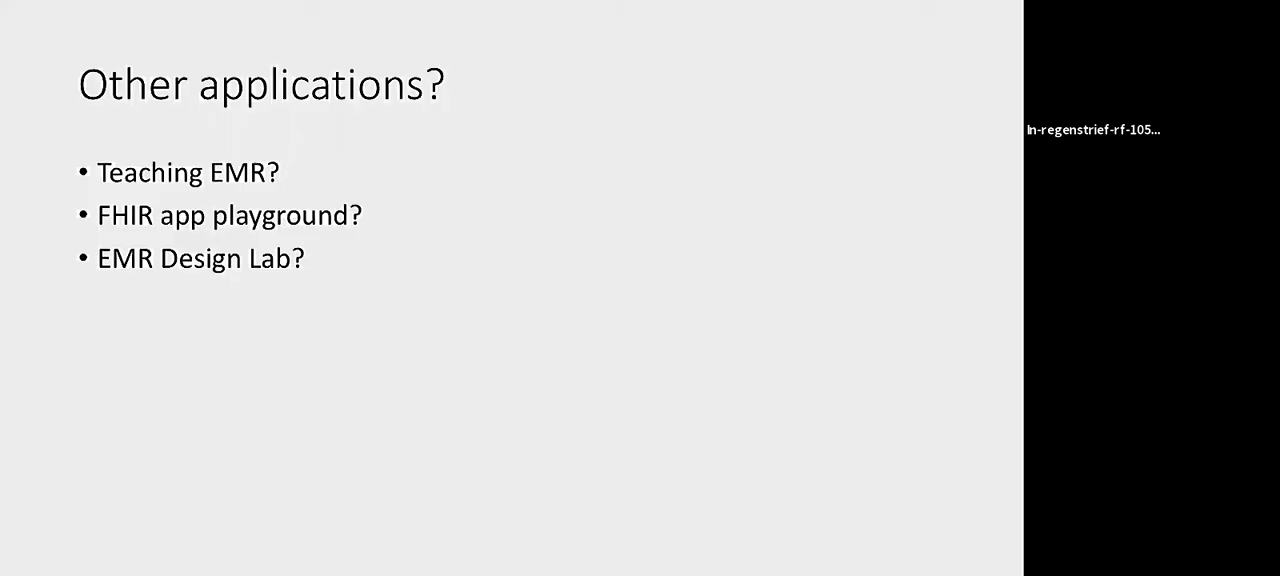 Other applications?
• Teaching EMR?
• FHIR app playground?
• EMR Design Lab?
In-regenstrief-rf-105...